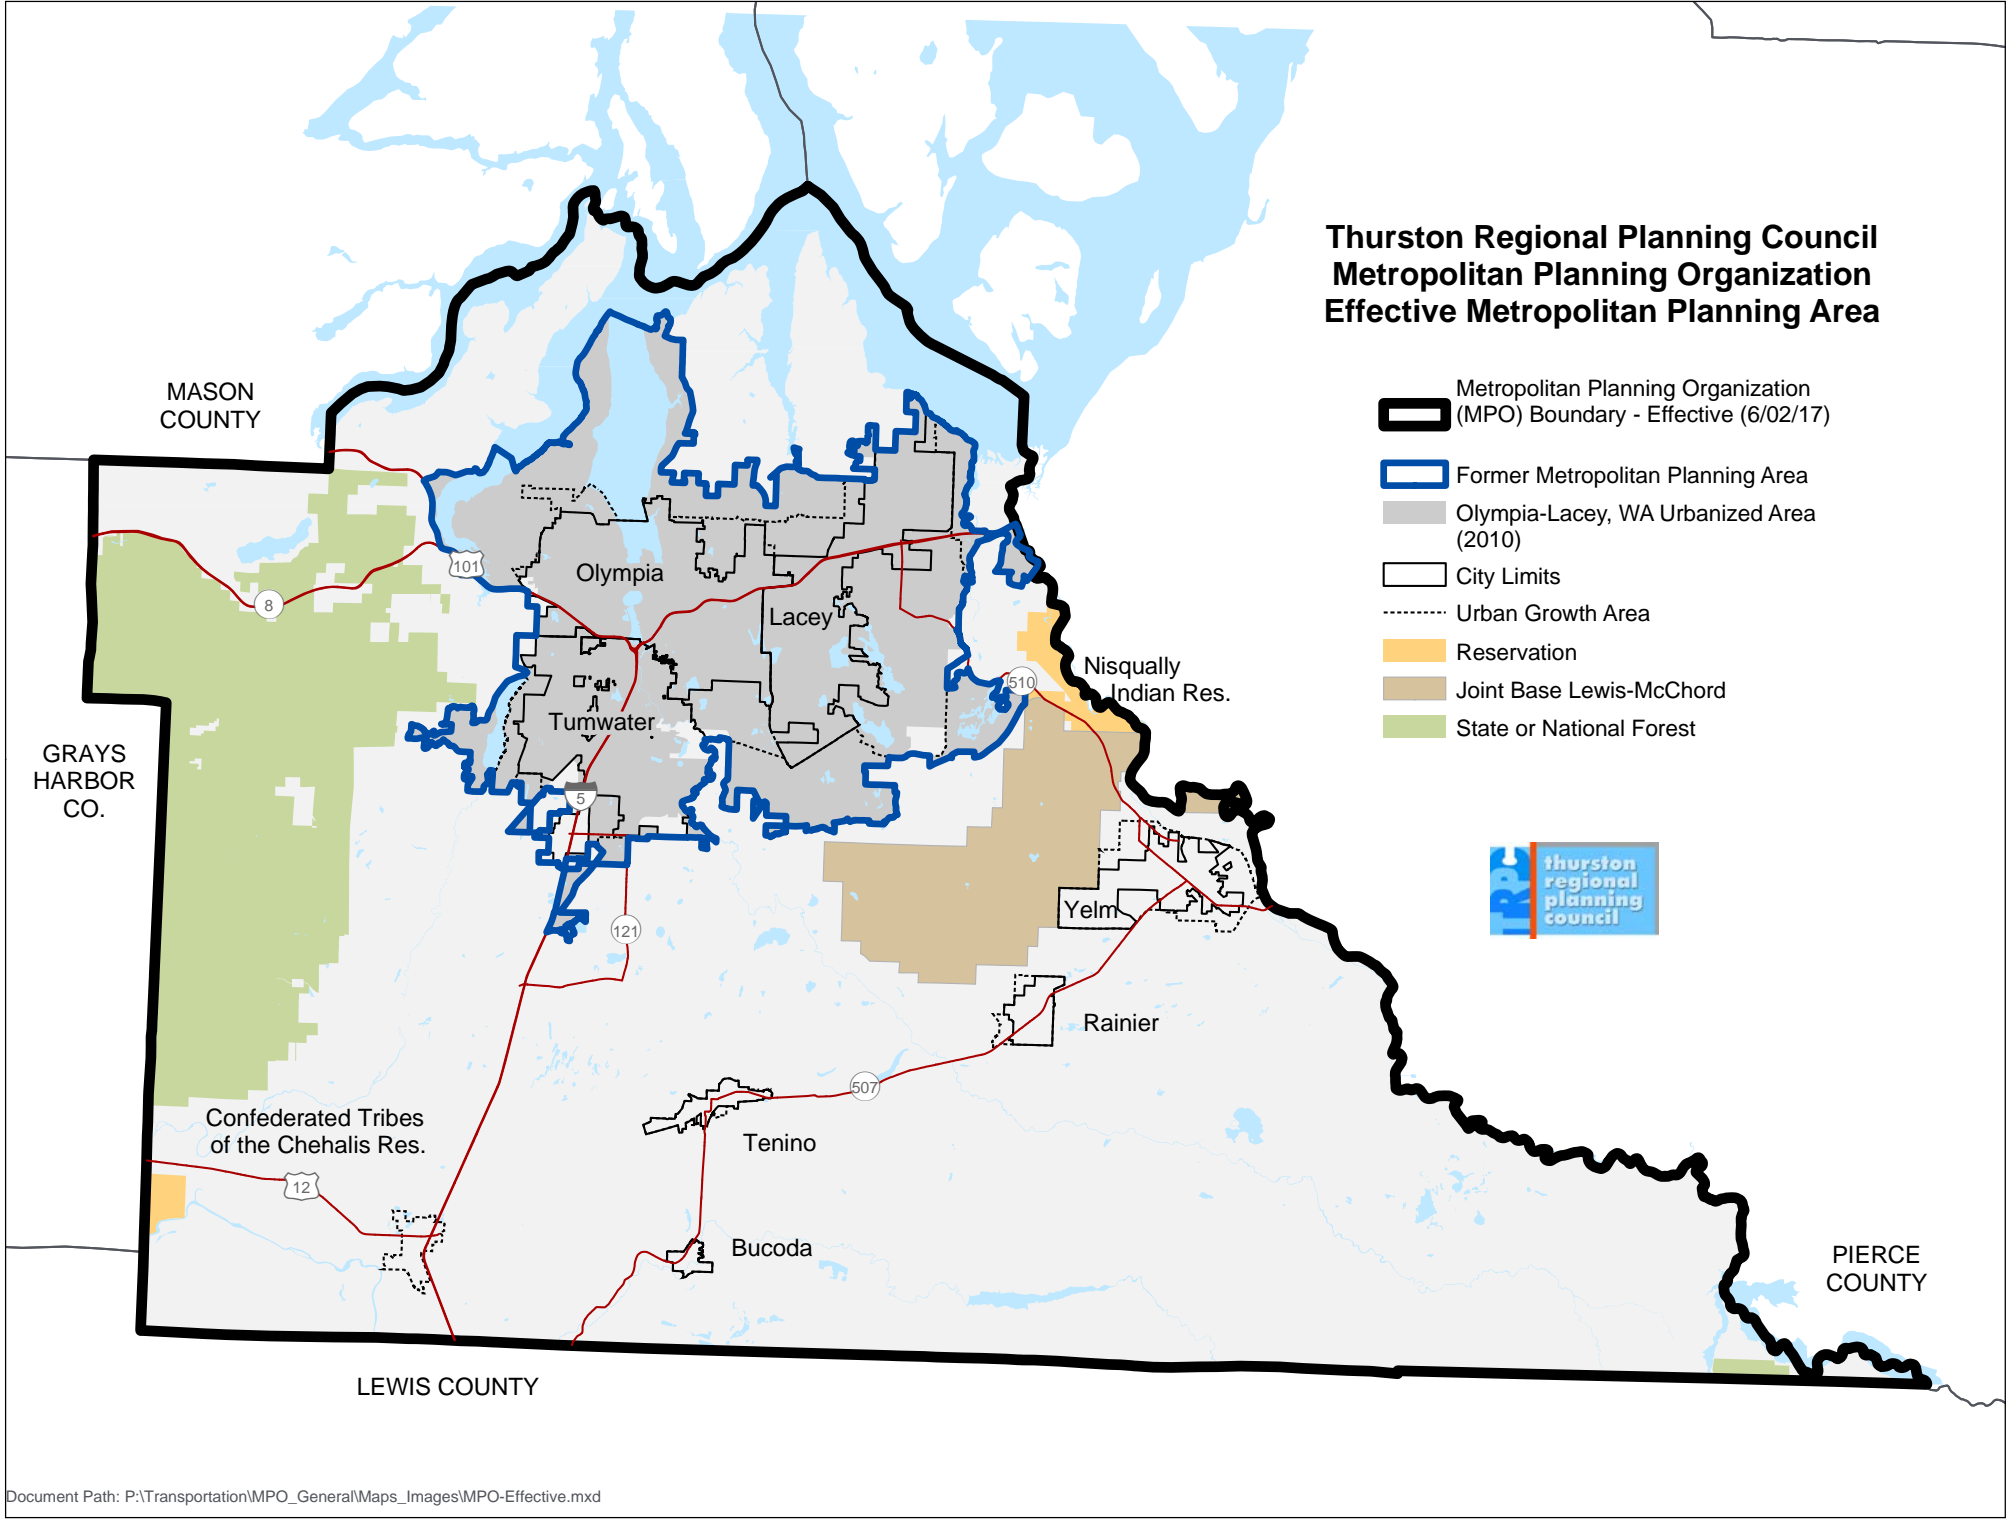 Thurston Regional Planning Council
Metropolitan Planning Organization
Effective Metropolitan Planning Area
Metropolitan Planning Organization
(MPO) Boundary - Effective (6/02/17)
Former Metropolitan Planning Area
Olympia-Lacey, WA Urbanized Area
(2010)
City Limits
Urban Growth Area
Reservation
Joint Base Lewis-McChord
State or National Forest
MASON
COUNTY
101
Olympia
8
Lacey
Nisqually
Indian Res.
510
Tumwater
GRAYS
HARBOR
CO.
5
TRPC
thurston
regional
planning
council
Yelm
121
Rainier
507
Confederated Tribes
of the Chehalis Res.
Tenino
12
Bucoda
PIERCE
COUNTY
LEWIS COUNTY
Document Path: P:\Transportation\MPO_General\Maps_Images\MPO-Effective.mxd